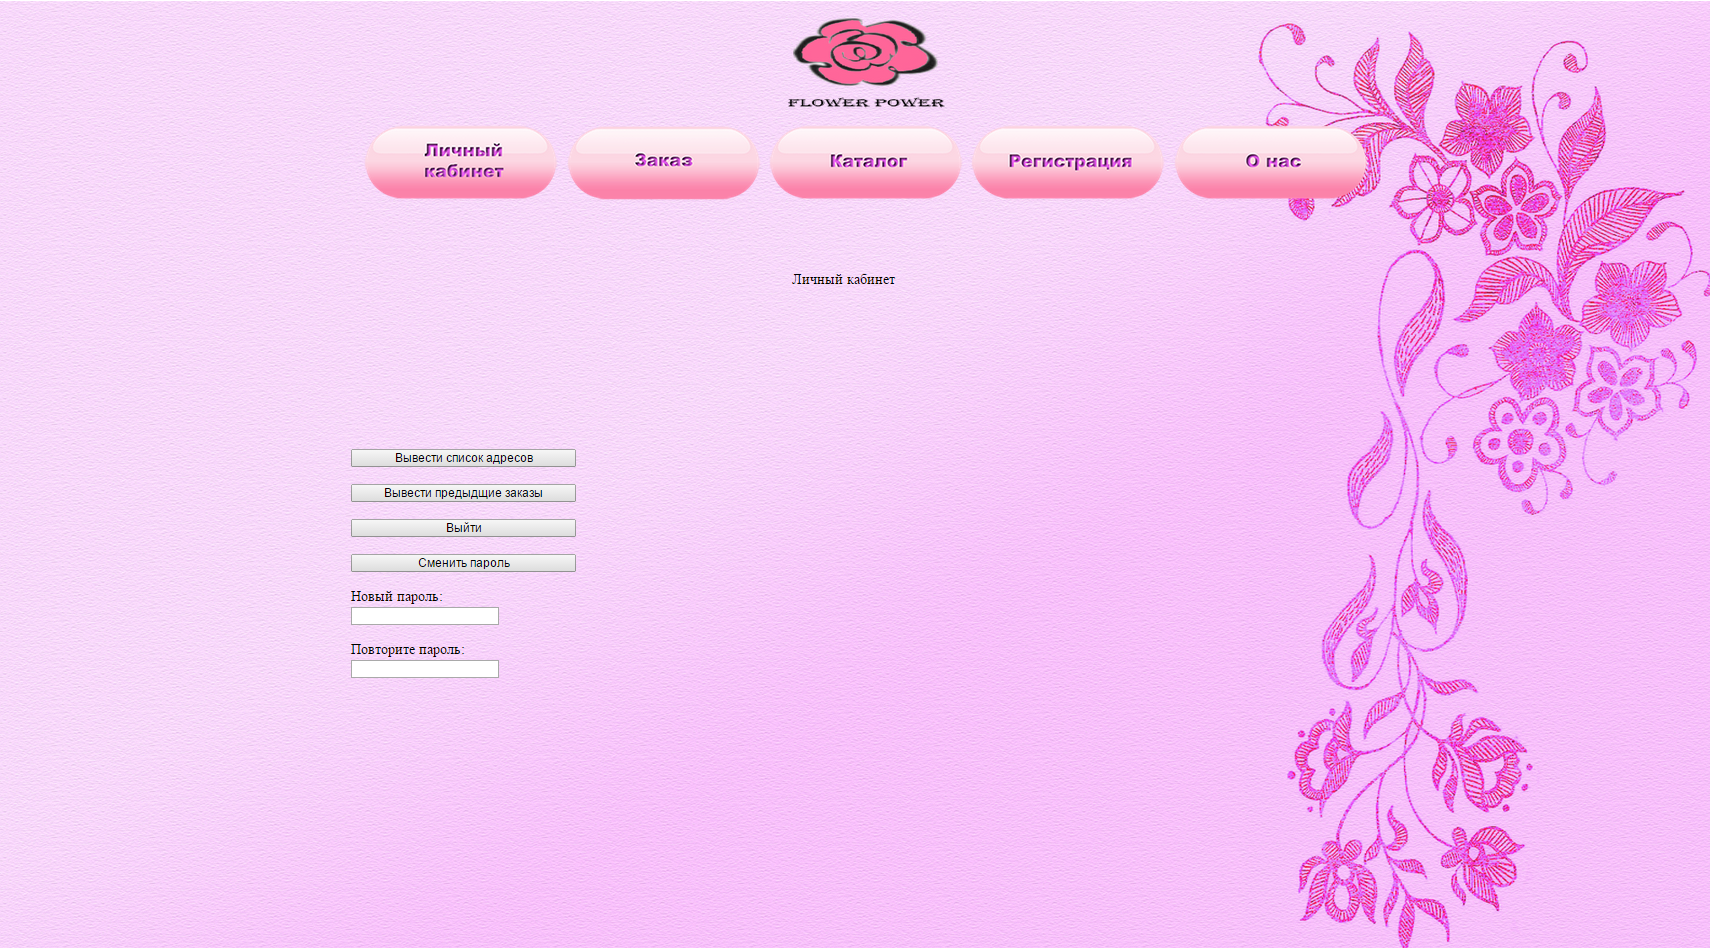 FLOWER POWER
Личный
кабинет
Заказ
Каталог
Регистрация
О нас
Личный кабинет
Вывести список адресов
Вывести предыдщие заказы
Выйти
Сменить пароль
Новый пароль:
Повторите пароль: